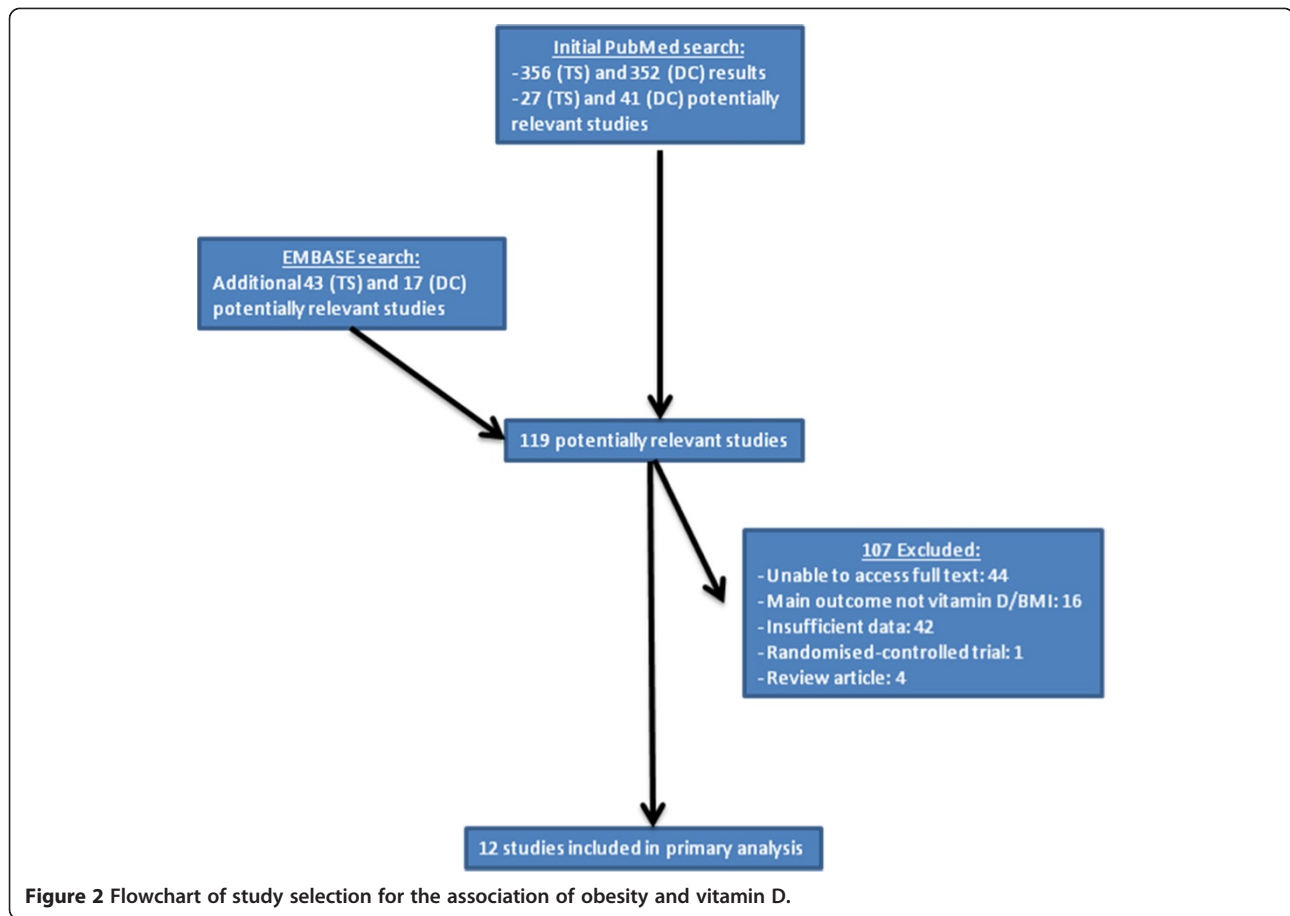 Initial PubMed search:
-356 (TS) and 352 (DC) results
-27 (TS) and 41 (DC) potentially
relevant studies
EMBASE search:
Additional 43 (TS) and 17 (DC)
potentially relevant studies
119 potentially relevant studies
107 Excluded:
-Unable to access full text: 44
-Main outcome not vitamin D/BMI: 16
-Insufficient data: 42
-Randomised-controlled trial: 1
-Review article: 4
12 studies included in primary analysis
Figure 2 Flowchart of study selection for the association of obesity and vitamin D.